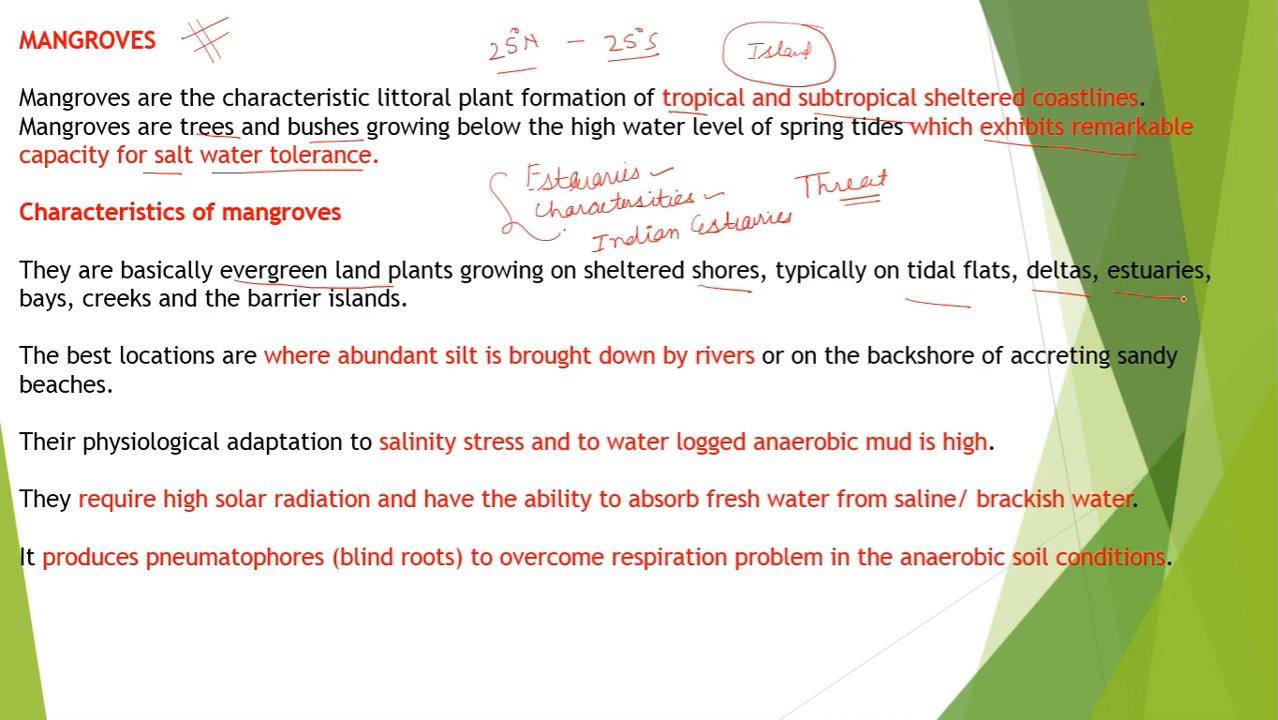 MANGROVES
25°N - 25°S
Island
Mangroves are the characteristic littoral plant formation of tropical and subtropical sheltered coastlines.
Mangroves are trees and bushes growing below the high water level of spring tides which exhibits remarkable
capacity for salt water tolerance.
Estuaries
Charactersities
Indian Estuaries
Threat
Characteristics of mangroves
They are basically evergreen land plants growing on sheltered shores, typically on tidal flats, deltas, estuaries,
bays, creeks and the barrier islands.
The best locations are where abundant silt is brought down by rivers or on the backshore of accreting sandy
beaches.
Their physiological adaptation to salinity stress and to water logged anaerobic mud is high.
They require high solar radiation and have the ability to absorb fresh water from saline/ brackish water.
It produces pneumatophores (blind roots) to overcome respiration problem in the anaerobic soil conditions.